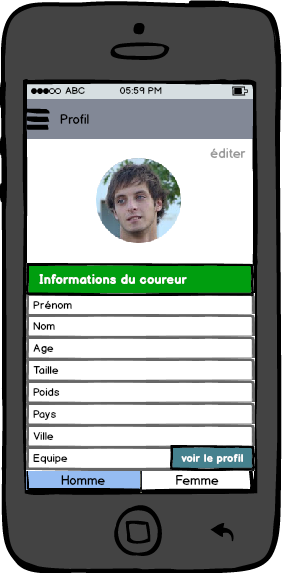 ABC 05:59 PM
Profil
éditer
Informations du coureur
Prénom
Nom
Age
Taille
Poids
Pays
Ville
Equipe voir le profil
Homme Femme